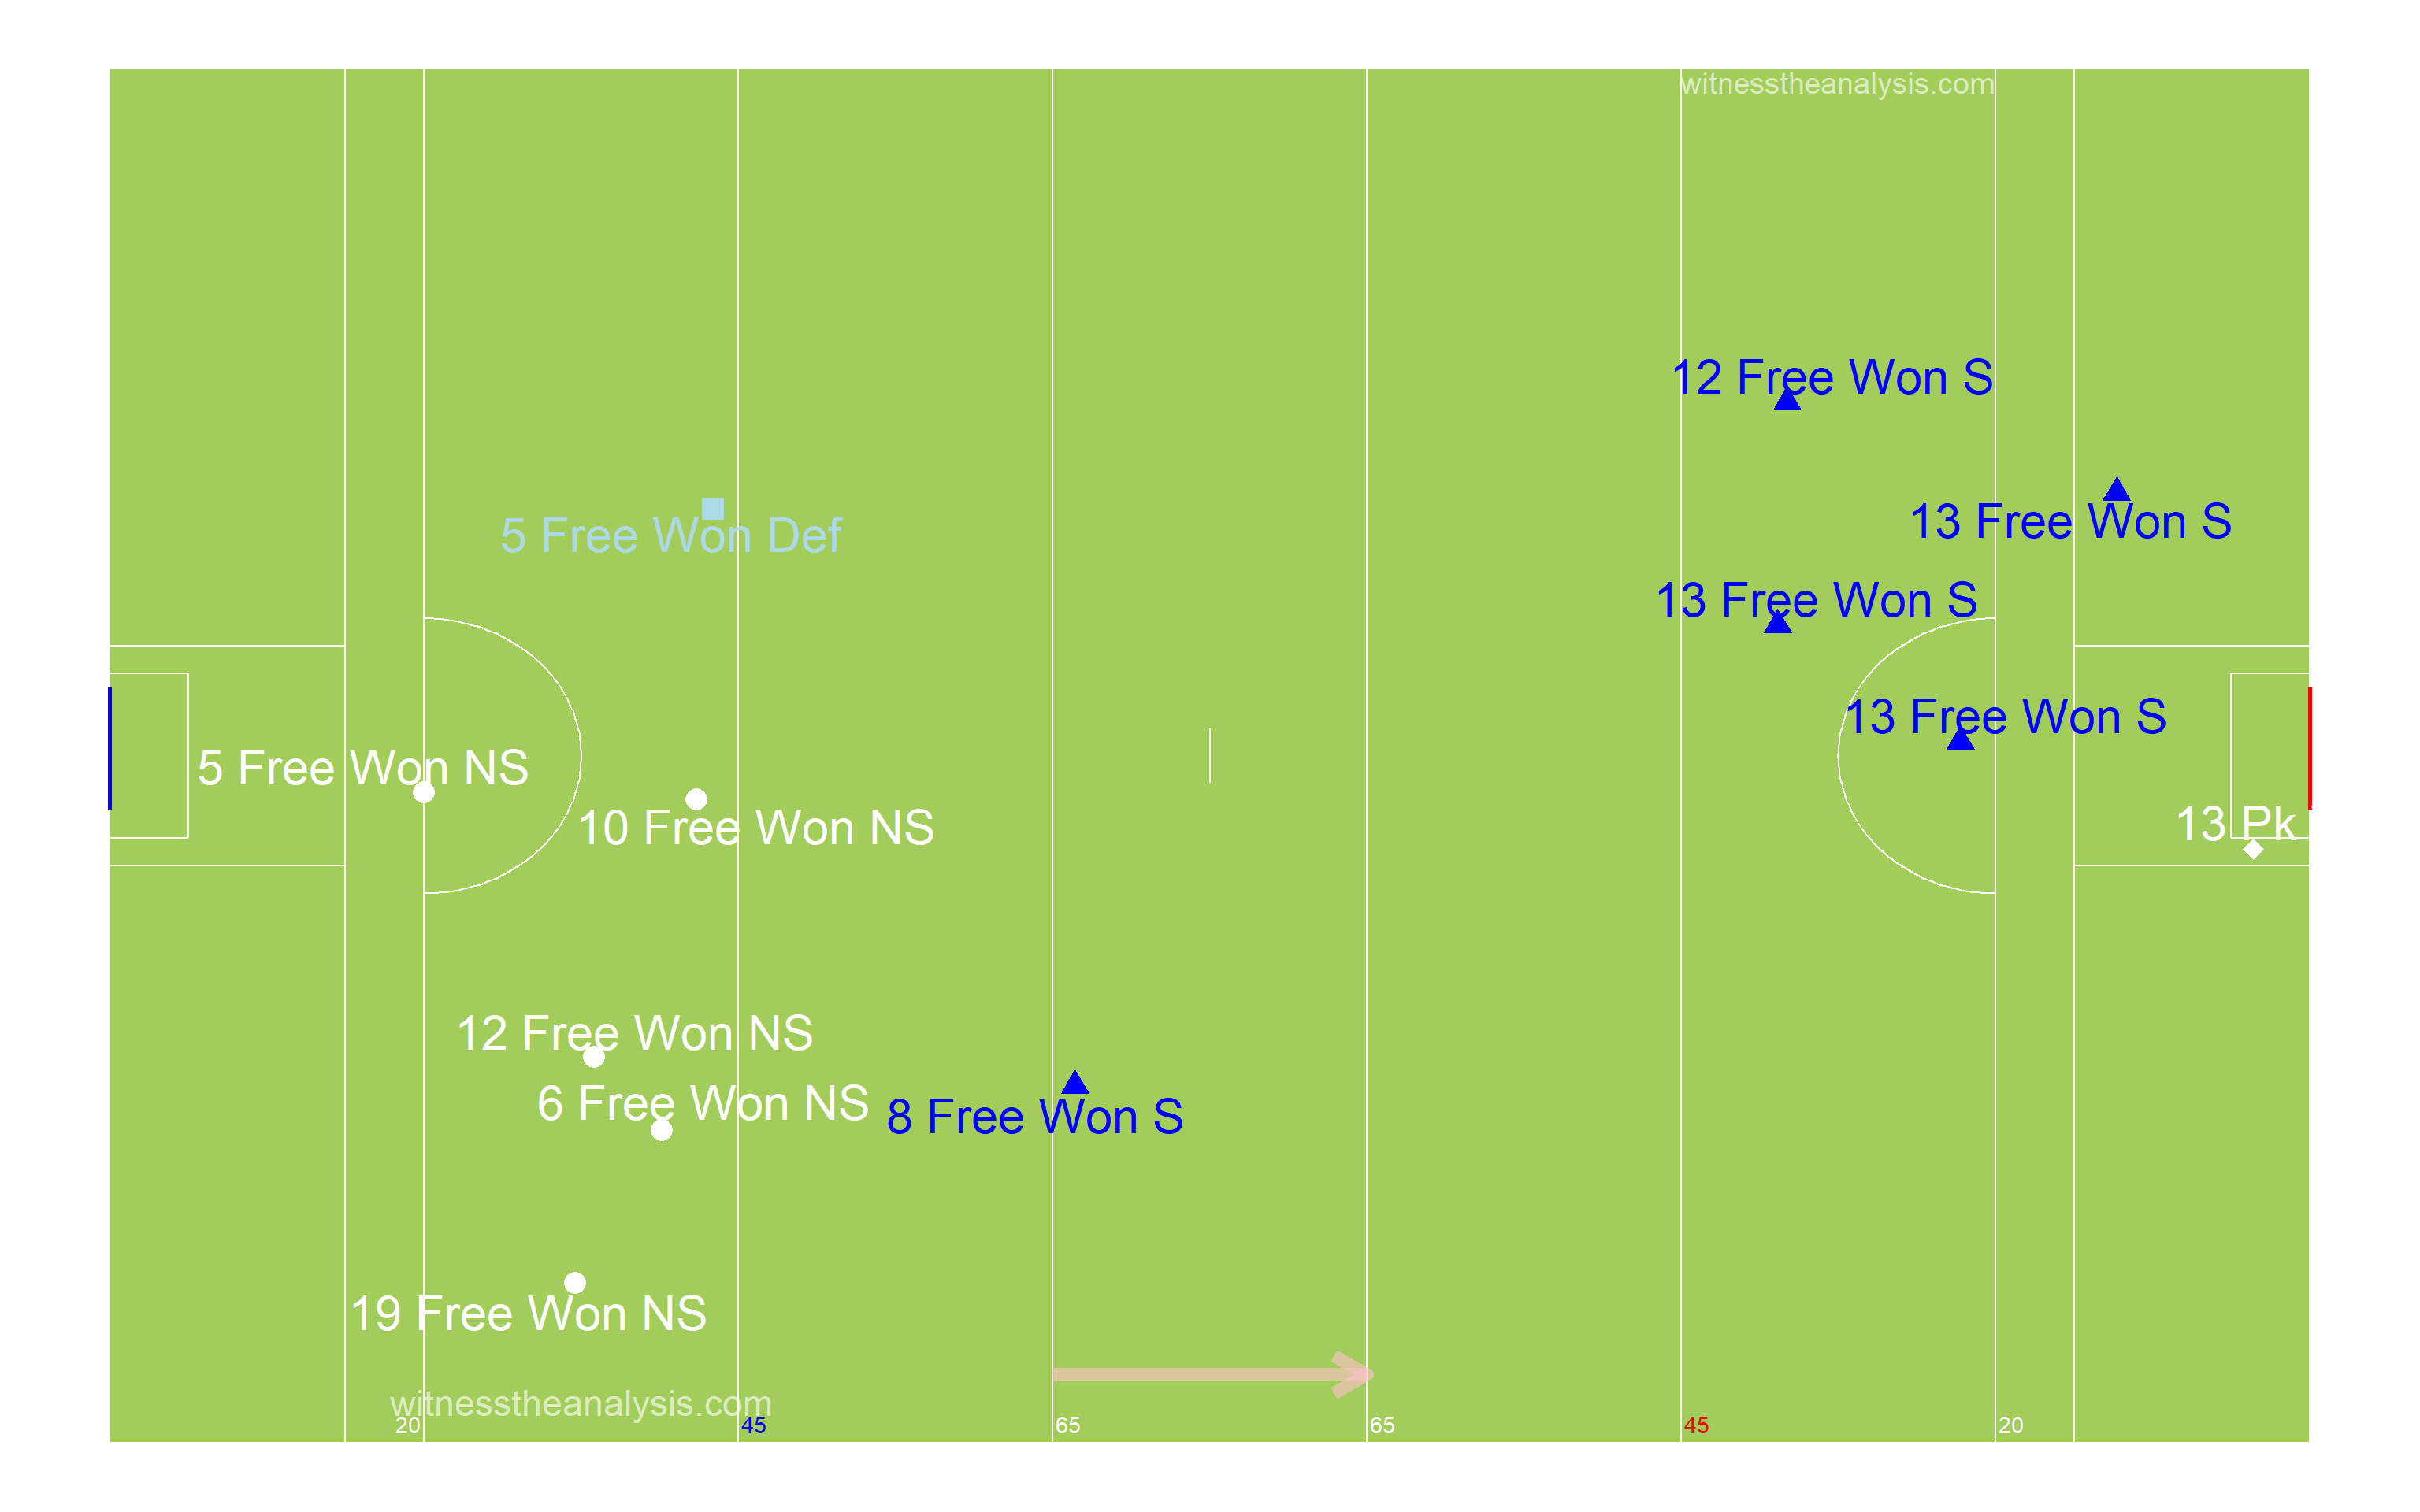 witnesstheanalysis.com
12 Free Won S
13 Free Won S
5 Free Won Def
13 Free Won S
13 Free Won S
5 Free Won NS
10 Free Won NS
13 Pk
12 Free Won NS
6 Free Won NS
8 Free Won S
19 Free Won NS
witnesstheanalysis.com
20
45
65
65
45
20